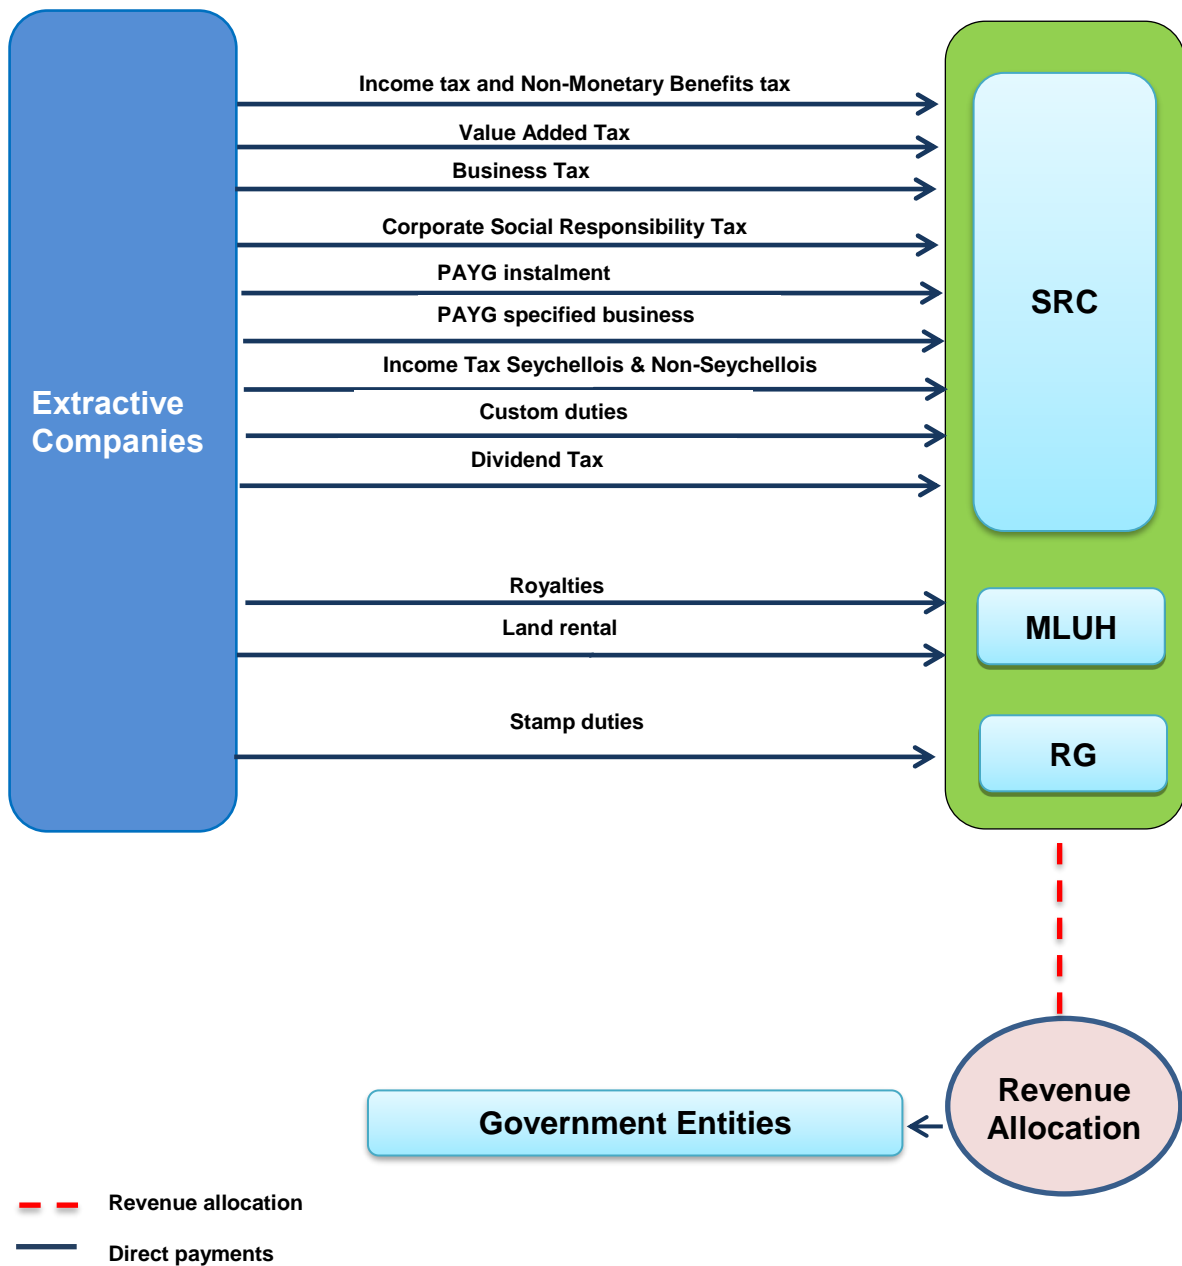 Income tax and Non-Monetary Benefits tax
Value Added Tax
Business Tax
Corporate Social Responsibility Tax
PAYG instalment
PAYG specified business
Income Tax Seychellois & Non-Seychellois
Custom duties
Dividend Tax
Extractive
Companies
SRC
Royalties
Land rental
MLUH
Stamp duties
RG
Revenue
Allocation
Government Entities
Revenue allocation
Direct payments